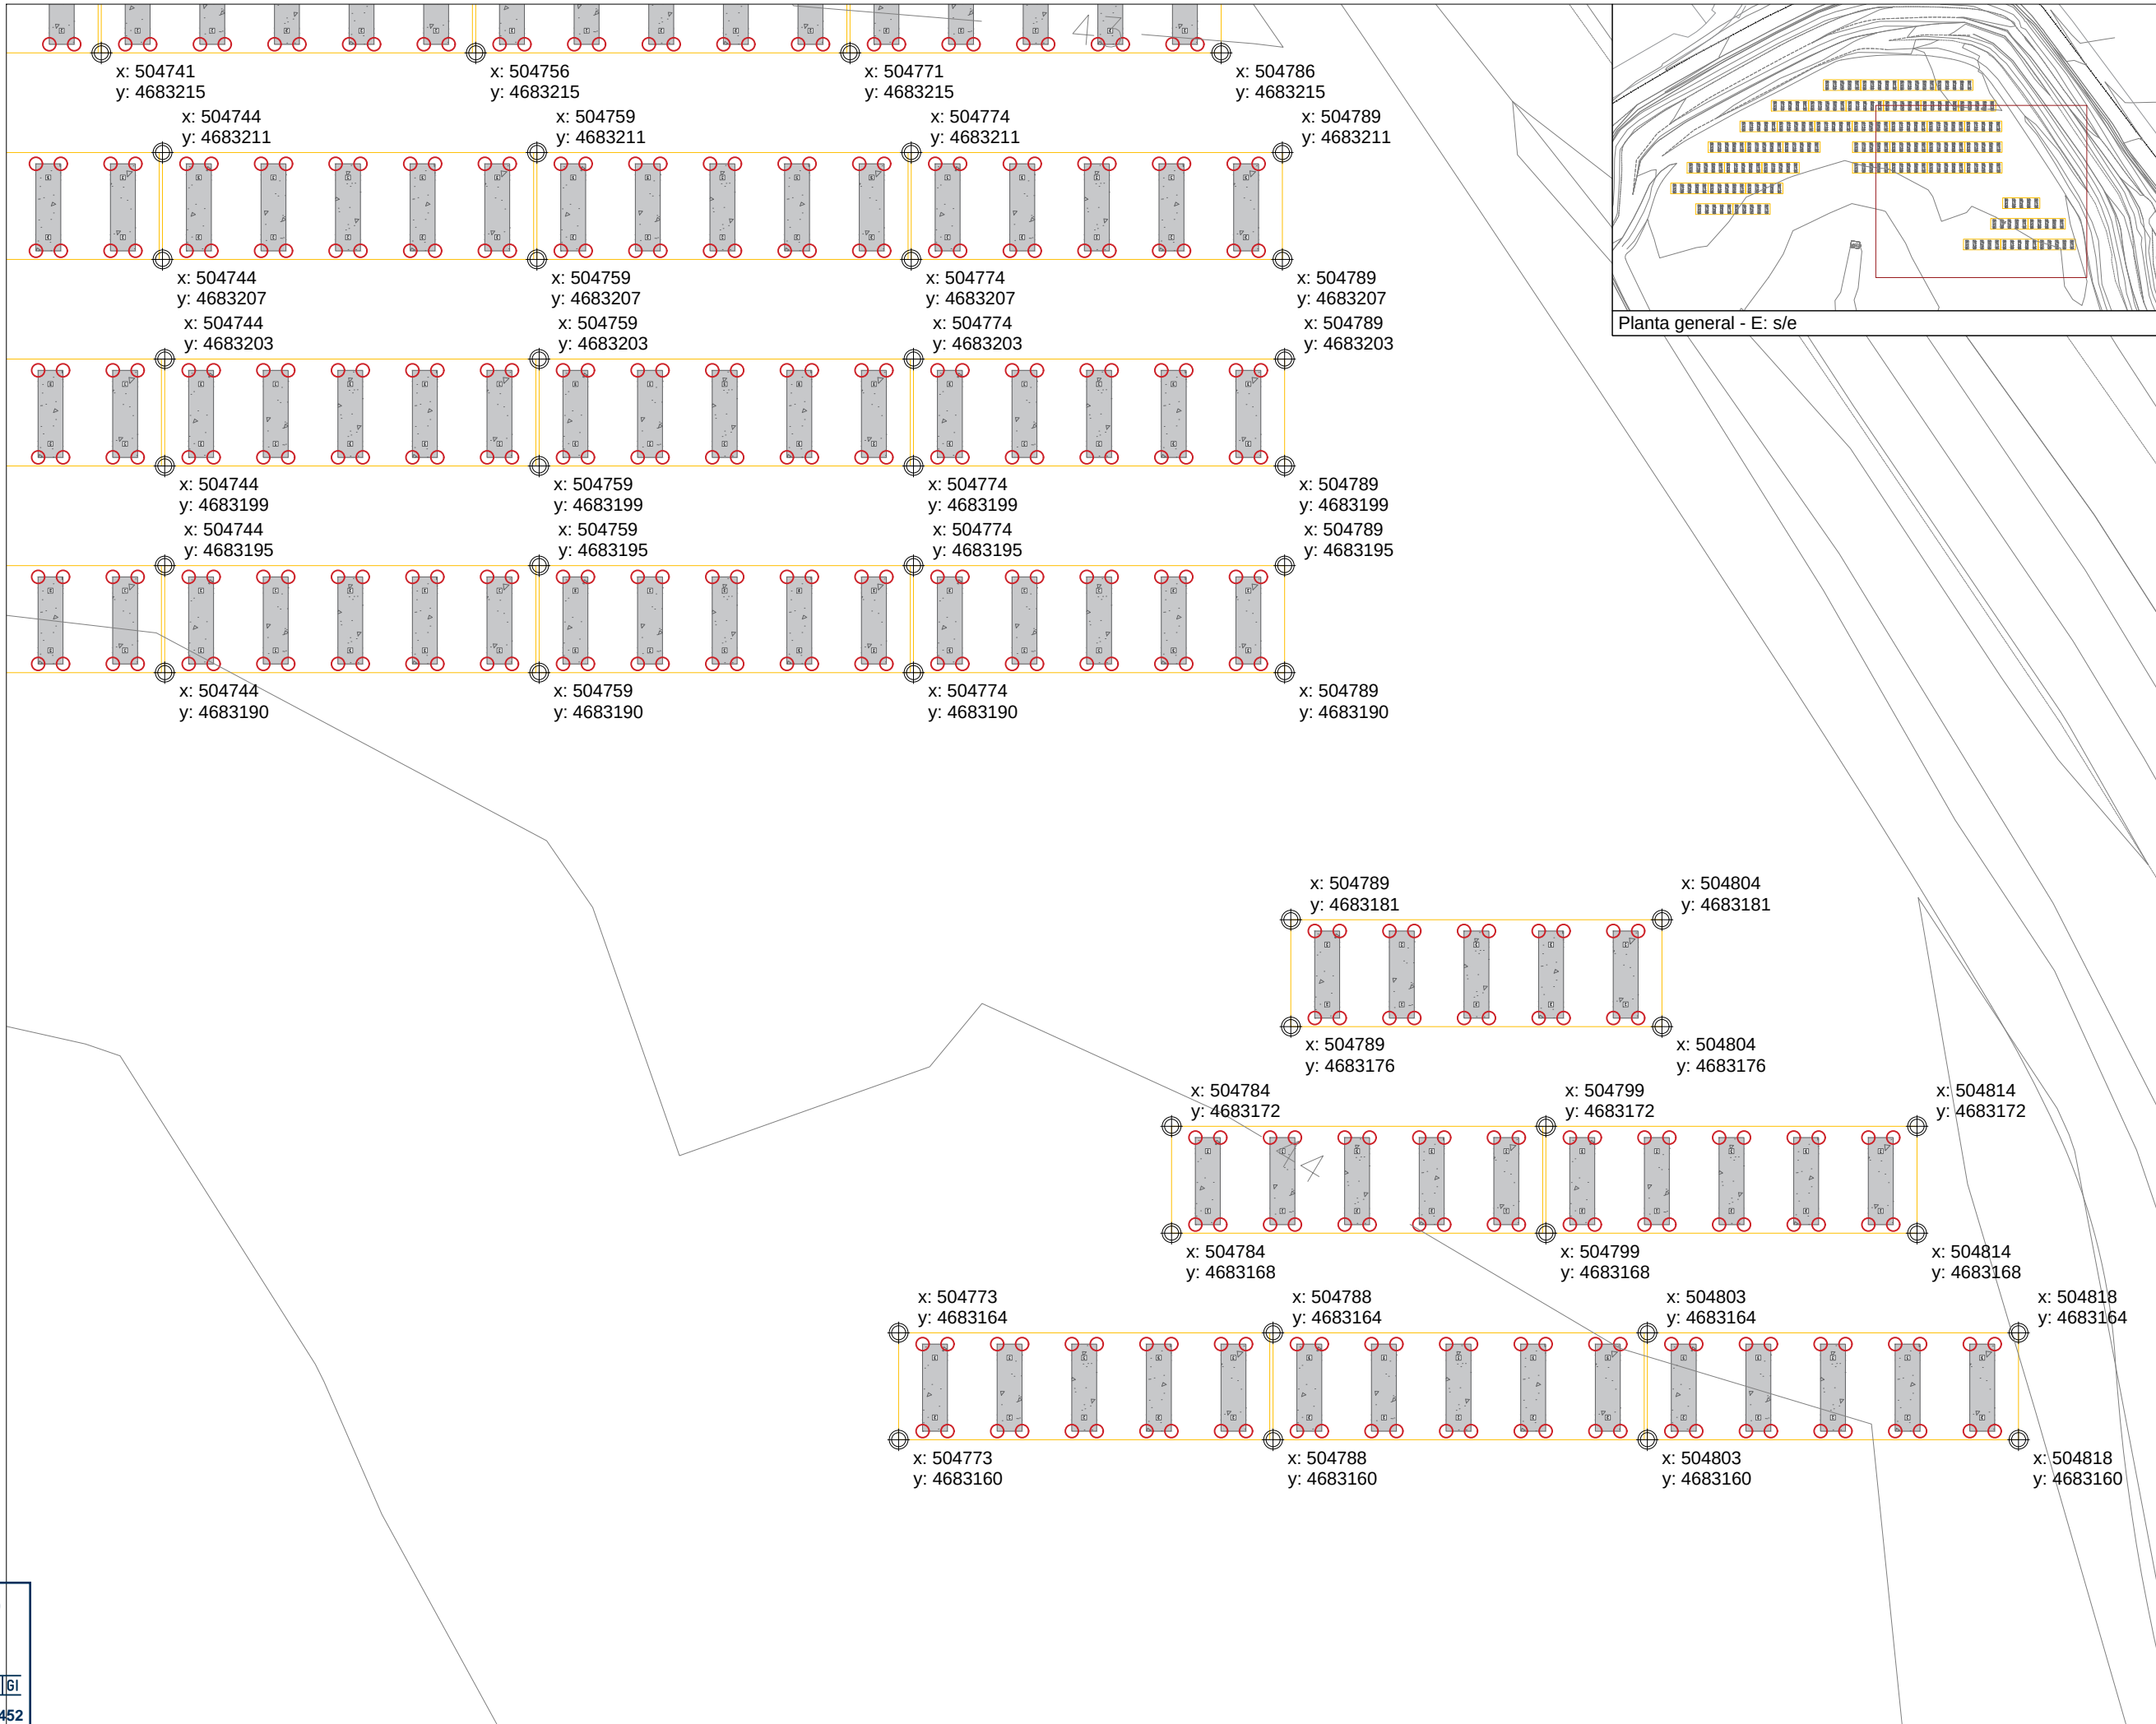 x: 504741
y: 4683215
x: 504756
y: 4683215
x: 504771
y: 4683215
x: 504786
y: 4683215
x: 504744
y: 4683211
x: 504759
y: 4683211
x: 504774
y: 4683211
x: 504789
y: 4683211
x: 504744
y: 4683207
x: 504759
y: 4683207
x: 504774
y: 4683207
x: 504789
y: 4683207
Planta general - E: s/e
x: 504744
y: 4683203
x: 504759
y: 4683203
x: 504774
y: 4683203
x: 504789
y: 4683203
x: 504744
y: 4683199
x: 504759
y: 4683199
x: 504774
y: 4683199
x: 504789
y: 4683199
x: 504744
y: 4683195
x: 504759
y: 4683195
x: 504774
y: 4683195
x: 504789
y: 4683195
x: 504744
y: 4683190
x: 504759
y: 4683190
x: 504774
y: 4683190
x: 504789
y: 4683190
x: 504789
y: 4683181
x: 504804
y: 4683181
x: 504789
y: 4683176
x: 504804
y: 4683176
x: 504784
y: 4683172
x: 504799
y: 4683172
x: 504814
y: 4683172
x: 504784
y: 4683168
x: 504799
y: 4683168
x: 504814
y: 4683168
x: 504773
y: 4683164
x: 504788
y: 4683164
x: 504803
y: 4683164
x: 504818
y: 4683164
x: 504773
y: 4683160
x: 504788
y: 4683160
x: 504803
y: 4683160
x: 504818
y: 4683160
GI
452